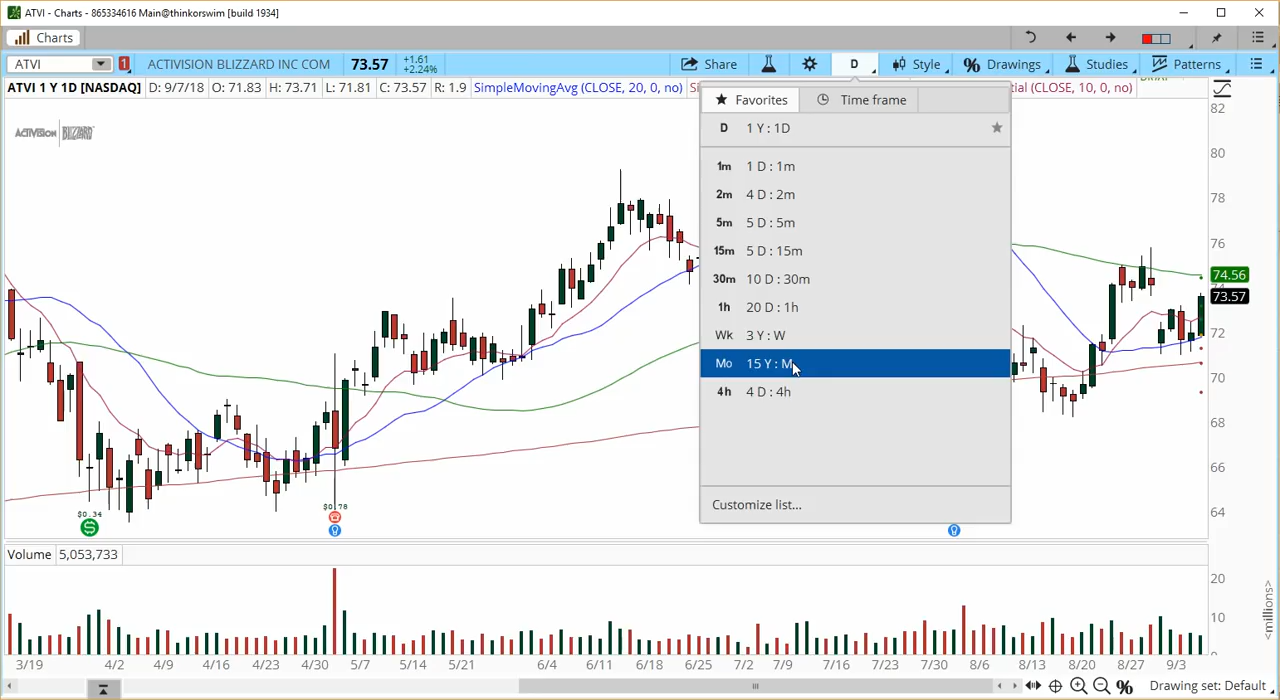 ATVI - Charts - 865334616 Main@thinkorswim [build 1934]
Charts
ATVI 1 ACTIVISION BLIZZARD INC COM 73.57 +1.61 +2.24% Share D Style % Drawings Studies Patterns
ATVI 1 Y 1D [NASDAQ] D: 9/7/18 O: 71.83 H: 73.71 L: 71.81 C: 73.57 R: 1.9 SimpleMovingAvg (CLOSE, 20, 0, no)
(CLOSE, 10, 0, no)
ACTIVISION BLIZZARD
Favorites Time frame
D 1 Y : 1D
1m 1 D : 1m
2m 4 D : 2m
5m 5 D : 5m
15m 5 D : 15m
30m 10 D : 30m
1h 20 D : 1h
Wk 3 Y : W
Mo 15 Y : M
4h 4 D : 4h
Customize list...
82
80
78
76
74.56
73.57
72
70
68
66
64
$0.34
$
$0.78
Volume 5,053,733
20
10
<millions>
3/19 4/2 4/9 4/16 4/23 4/30 5/7 5/14 5/21 6/4 6/11 6/18 6/25 7/2 7/9 7/16 7/23 7/30 8/6 8/13 8/20 8/27 9/3
% Drawing set: Default